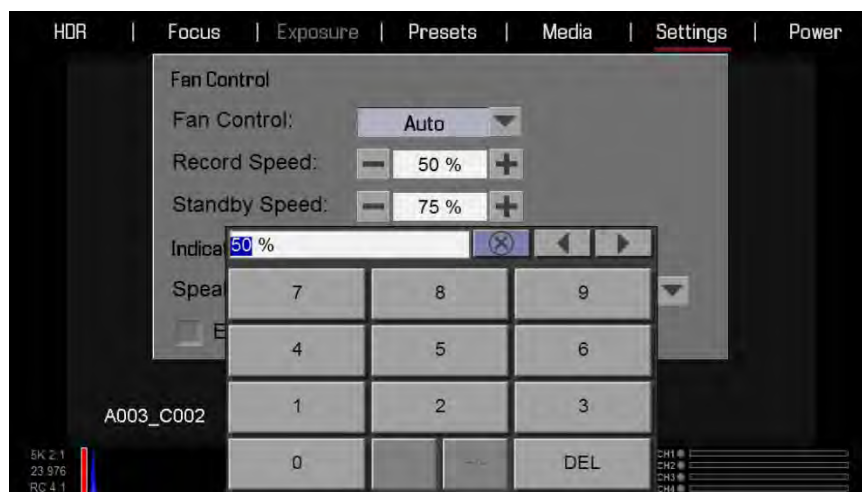 HDR | Focus | Exposure | Presets | Media | Settings | Power
Fan Control
Fan Control: Auto
Record Speed: 50 %
Standby Speed: 75 %
50 %
7 8 9
4 5 6
1 2 3
A003_C002
0 DEL
5K 2:1
23 976
RC 4:1
CH1
CH2
CH3
CH4